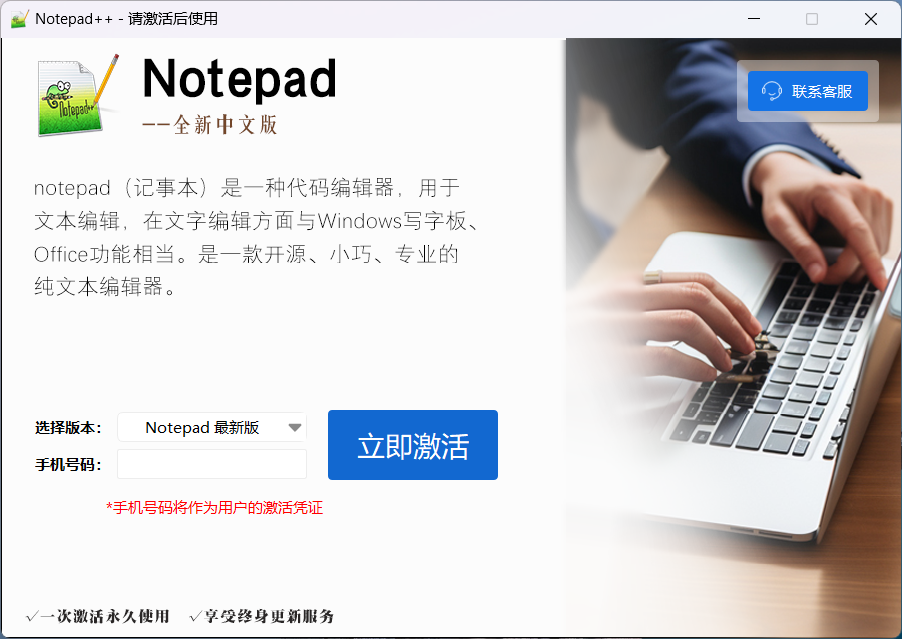 Notepad++ - 请激活后使用
Notepad++
Notepad
——全新中文版
联系客服
notepad（记事本）是一种代码编辑器，用于
文本编辑，在文字编辑方面与Windows写字板、
Office功能相当。是一款开源、小巧、专业的
纯文本编辑器。
选择版本： Notepad 最新版
手机号码：
立即激活
*手机号码将作为用户的激活凭证
✓一次激活永久使用 ✓享受终身更新服务